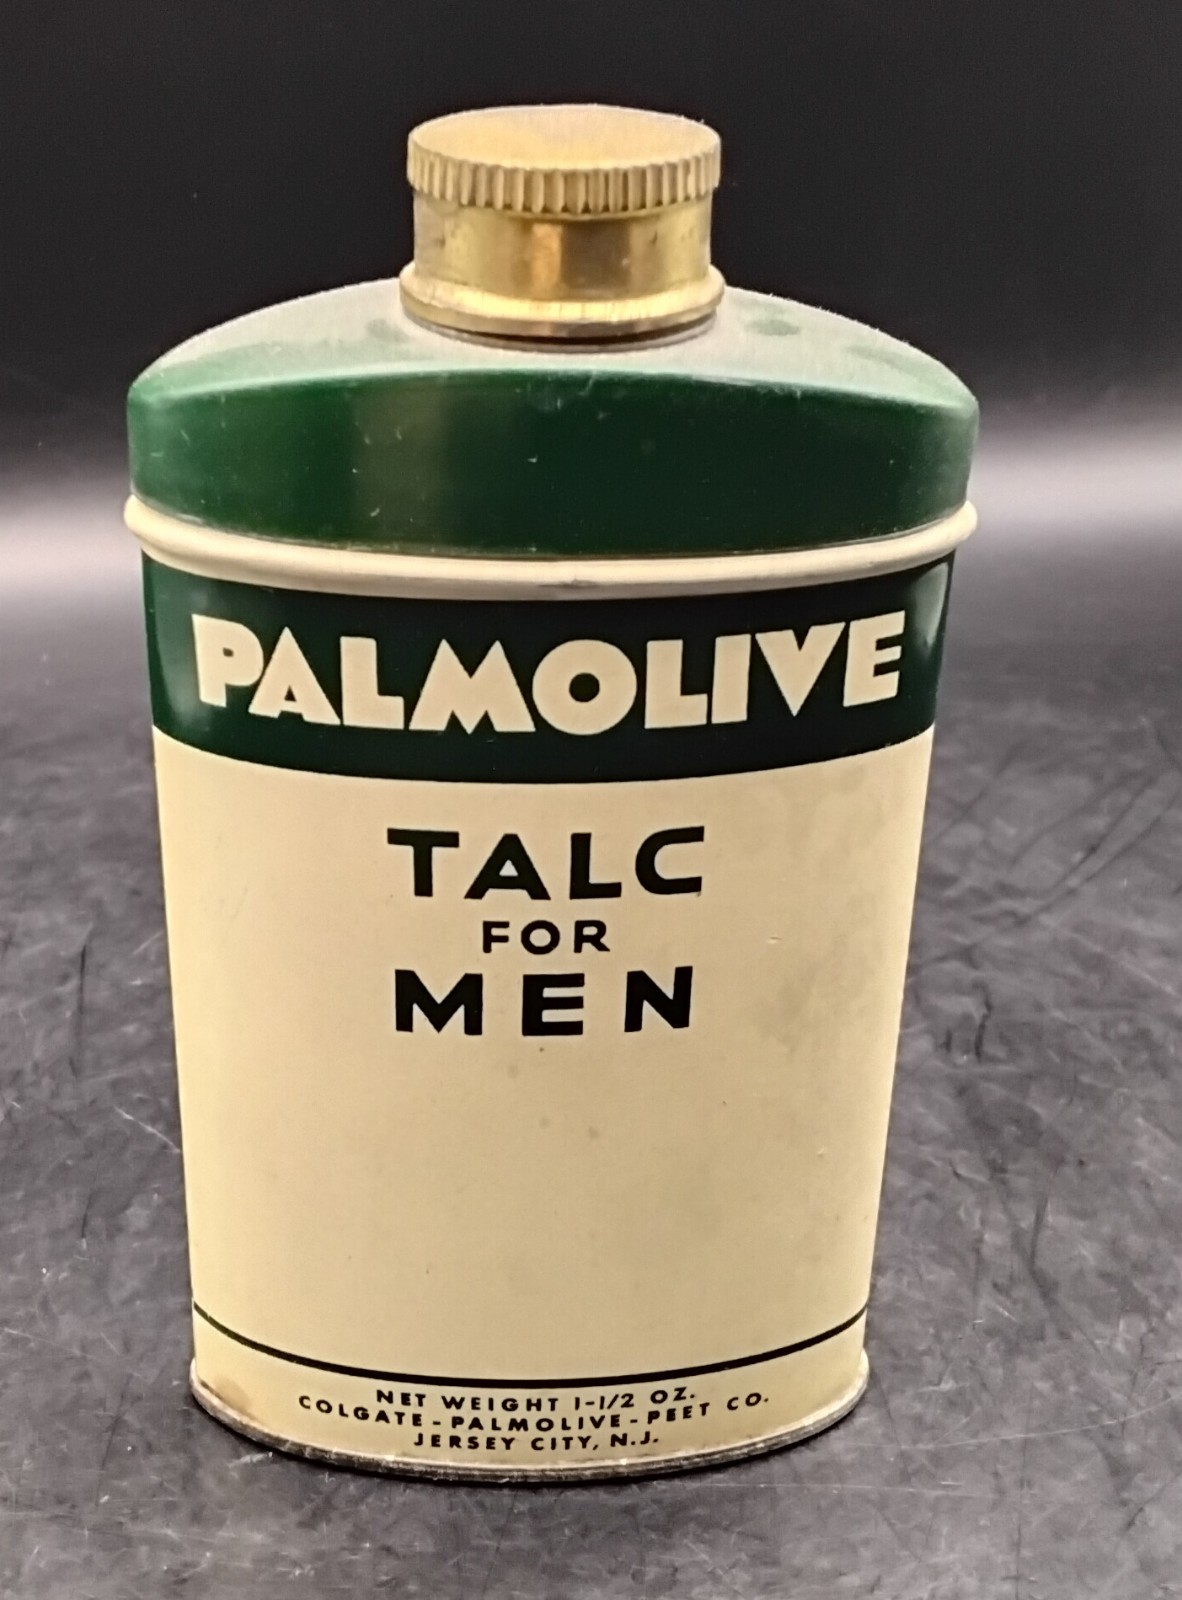 PALMOLIVE
TALC
FOR
MEN
NET WEIGHT 1-1/2 OZ.
COLGATE-PALMOLIVE-PEET CO.
JERSEY CITY, N.J.